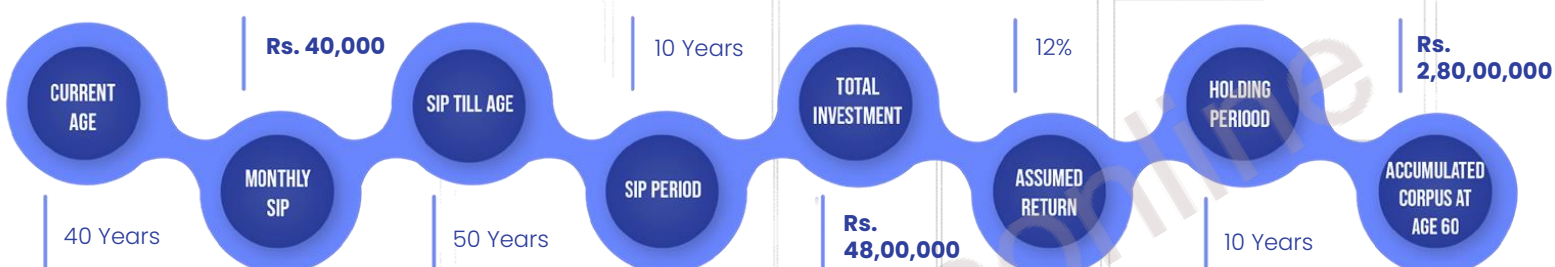 CURRENT
AGE
40 Years
Rs. 40,000
MONTHLY
SIP
SIP TILL AGE
50 Years
10 Years
SIP PERIOD
TOTAL
INVESTMENT
Rs.
48,00,000
12%
ASSUMED
RETURN
HOLDING
PERIOOD
10 Years
Rs.
2,80,00,000
ACCUMULATED
CORPUS AT
AGE 60
online